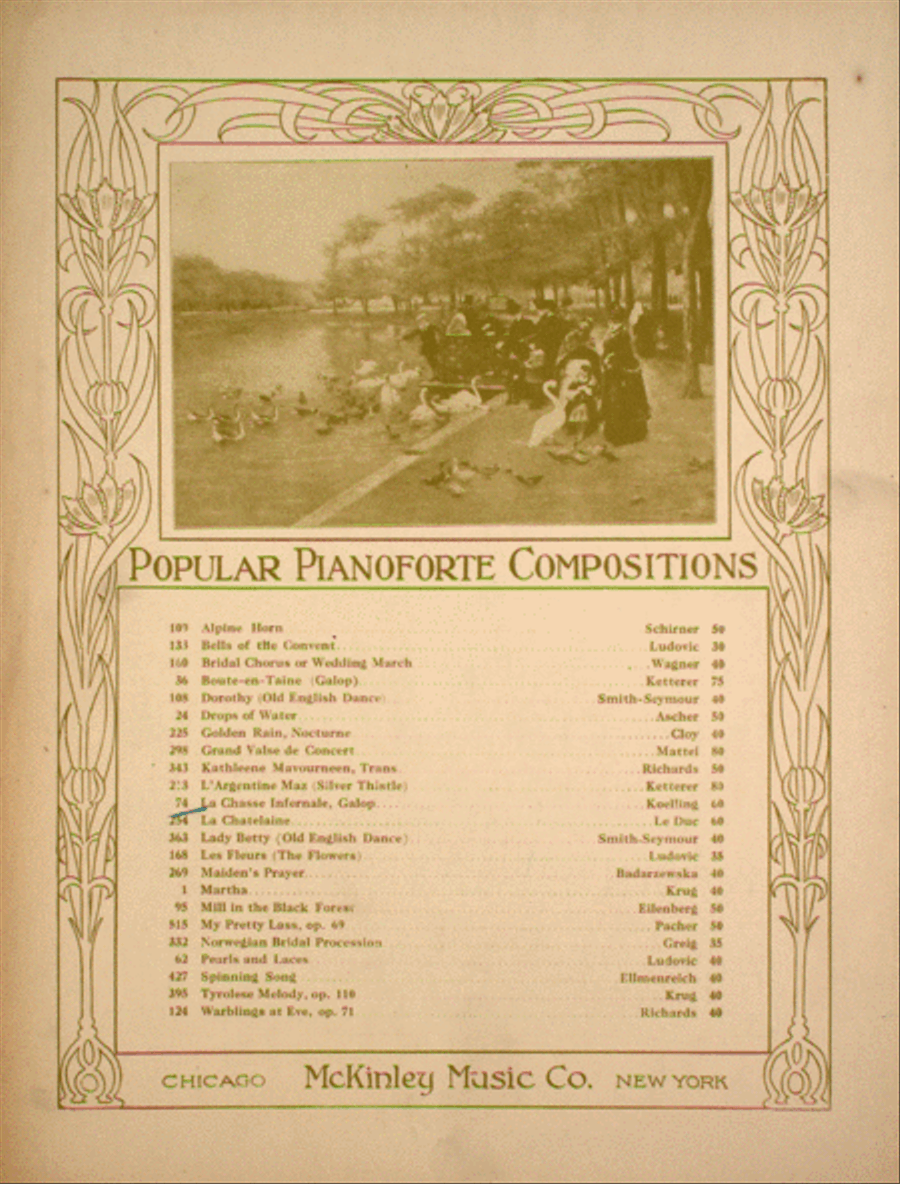 POPULAR PIANOFORTE COMPOSITIONS
109 Alpine Horn Schirner 50
133 Bells of the Convent Ludovic 30
160 Bridal Chorus or Wedding March Wagner 40
36 Boute-en-Taine (Galop) Ketterer 75
108 Dorothy (Old English Dance) Smith-Seymour 40
24 Drops of Water Ascher 50
225 Golden Rain, Nocturne Cloy 40
298 Grand Valse de Concert Mattei 80
343 Kathleene Mavourneen, Trans. Richards 50
213 L'Argentine Maz (Silver Thistle) Ketterer 80
74 La Chasse Infernale, Galop Koelling 60
254 La Chatelaine Le Duc 60
363 Lady Betty (Old English Dance) Smith-Seymour 40
168 Les Fleurs (The Flowers) Ludovic 35
269 Maiden's Prayer Badarzewska 40
1 Martha Krug 40
95 Mill in the Black Forest Eilenberg 50
515 My Pretty Lass, op. 69 Pacher 50
332 Norwegian Bridal Procession Greig 35
62 Pearls and Laces Ludovic 40
427 Spinning Song Ellmenreich 40
395 Tyrolese Melody, op. 110 Krug 40
124 Warblings at Eve, op. 71 Richards 40
CHICAGO McKinley Music Co. NEW YORK